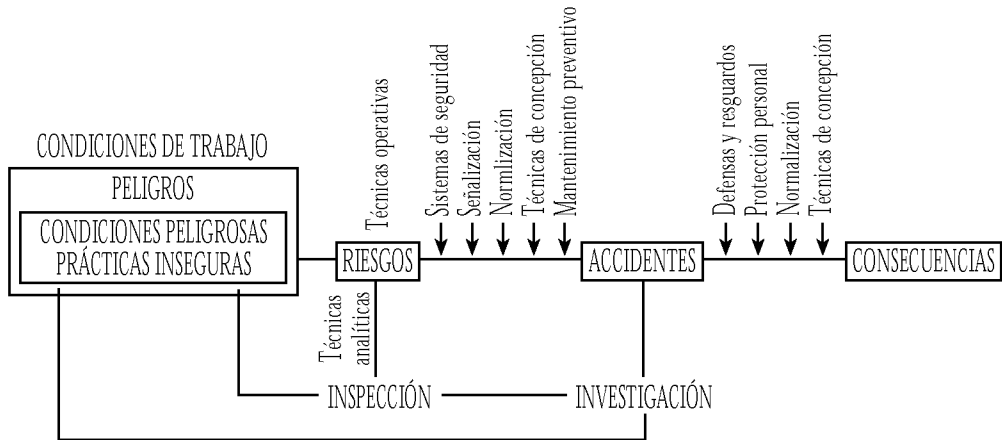 CONDICIONES DE TRABAJO
PELIGROS
CONDICIONES PELIGROSAS
PRÁCTICAS INSEGURAS
Técnicas operativas
RIESGOS
Técnicas
analíticas
Sistemas de seguridad
Señalización
Normlización
Técnicas de concepción
Mantenimiento preventivo
ACCIDENTES
Defensas y resguardos
Protección personal
Normalización
Técnicas de concepción
CONSECUENCIAS
INSPECCIÓN
INVESTIGACIÓN